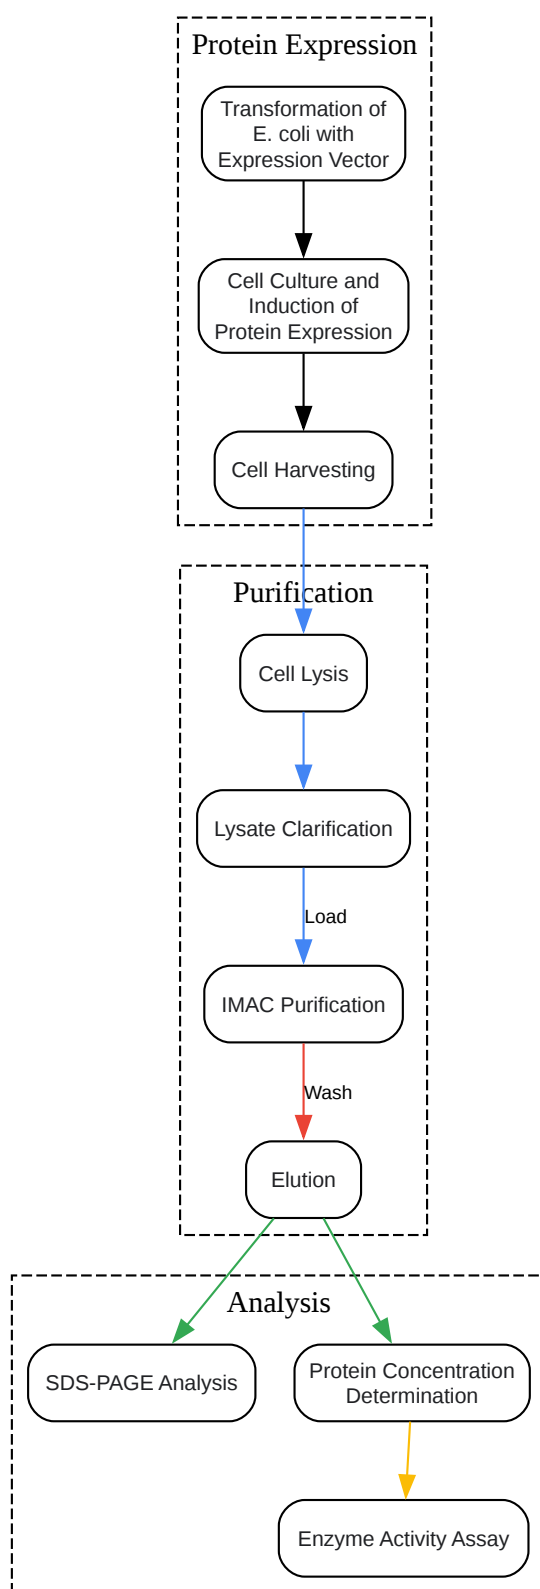 Protein Expression
Transformation of
E. coli with
Expression Vector
Cell Culture and
Induction of
Protein Expression
Cell Harvesting
Purification
Cell Lysis
Lysate Clarification
Load
IMAC Purification
Wash
Elution
Analysis
SDS-PAGE Analysis
Protein Concentration
Determination
Enzyme Activity Assay